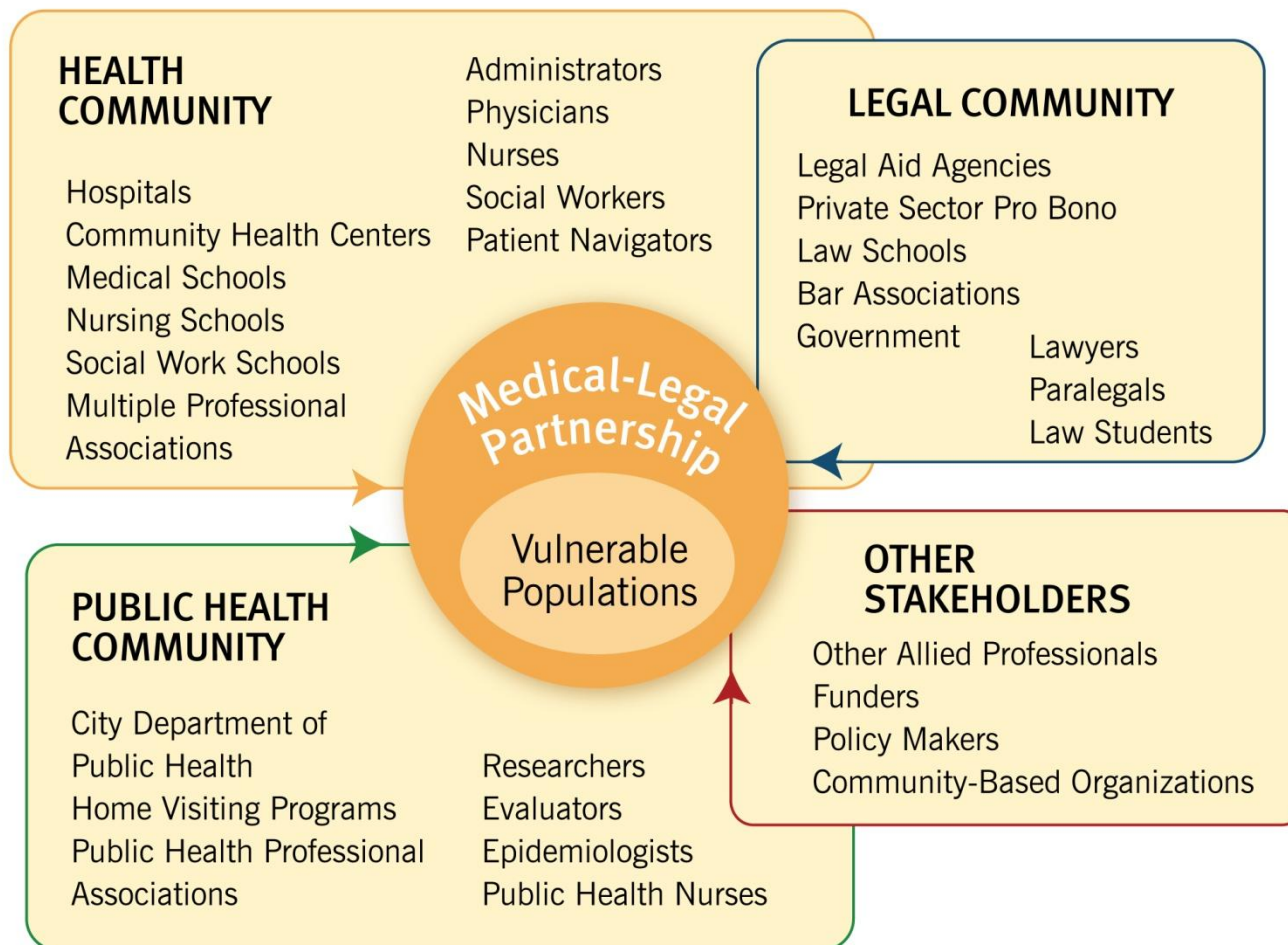 HEALTH
COMMUNITY
Hospitals
Community Health Centers
Medical Schools
Nursing Schools
Social Work Schools
Multiple Professional
Associations
Administrators
Physicians
Nurses
Social Workers
Patient Navigators
LEGAL COMMUNITY
Legal Aid Agencies
Private Sector Pro Bono
Law Schools
Bar Associations
Government
Lawyers
Paralegals
Law Students
Medical-Legal
Partnership
Vulnerable
Populations
PUBLIC HEALTH
COMMUNITY
City Department of
Public Health
Home Visiting Programs
Public Health Professional
Associations
Researchers
Evaluators
Epidemiologists
Public Health Nurses
OTHER
STAKEHOLDERS
Other Allied Professionals
Funders
Policy Makers
Community-Based Organizations